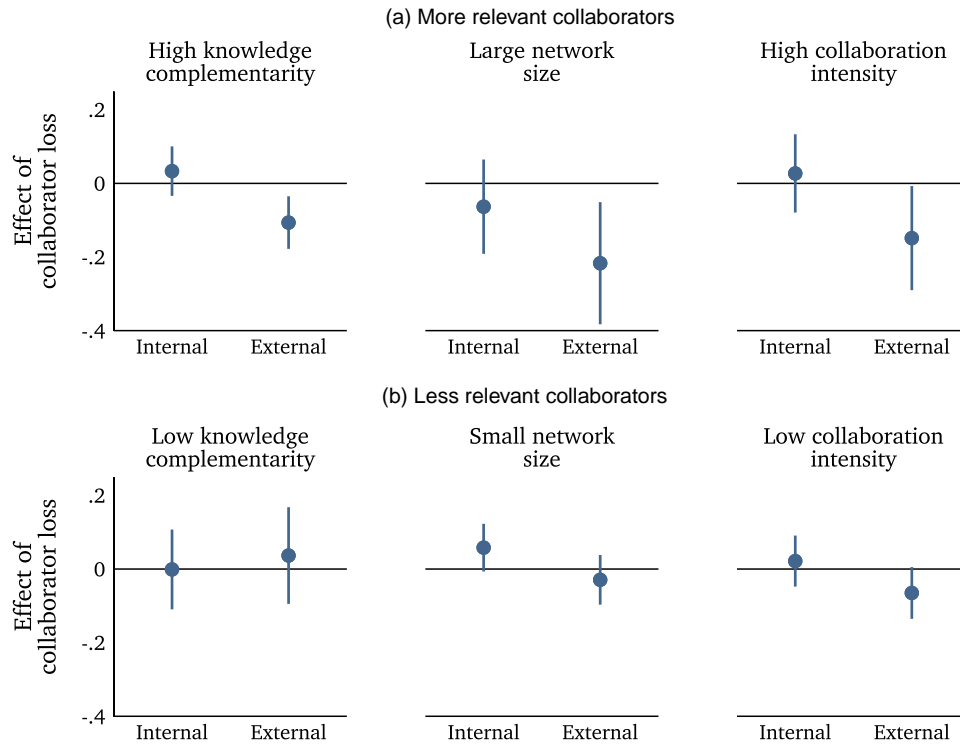 (a) More relevant collaborators
High knowledge
complementarity
Large network
size
High collaboration
intensity
Effect of
collaborator loss
.2
0
-.2
-.4
Internal
External
Internal
External
Internal
External
(b) Less relevant collaborators
Low knowledge
complementarity
Small network
size
Low collaboration
intensity
Effect of
collaborator loss
.2
0
-.2
-.4
Internal
External
Internal
External
Internal
External